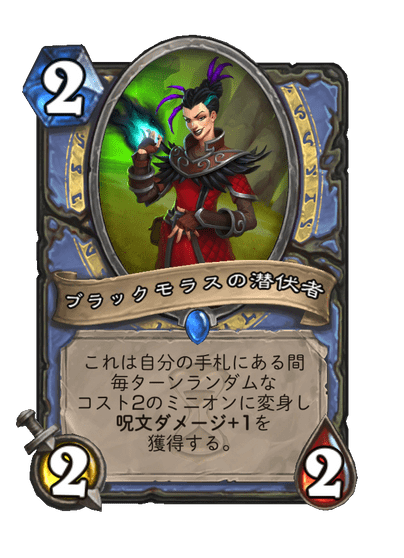 2
ブラックモラスの潜伏者
これは自分の手札にある間
毎ターンランダムな
コスト2のミニオンに変身し
呪文ダメージ+1を
獲得する。
2
2